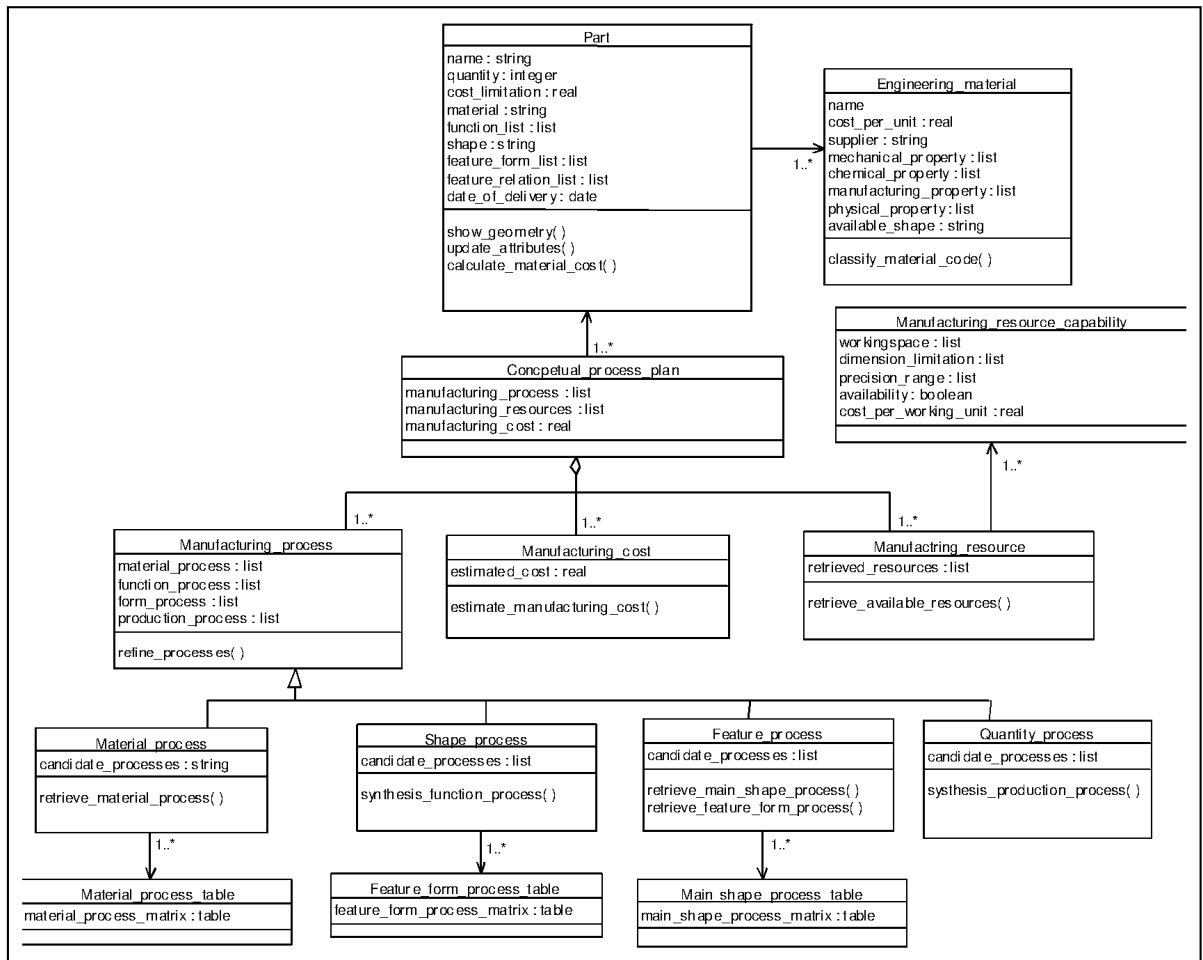 Part
name : string
quantity : integer
cost_limitation : real
material : string
function_list : list
shape : string
feature_form_list : list
feature_relation_list : list
date_of_delivery : date
show_geometry( )
update_attributes( )
calculate_material_cost( )
Engineering_material
name
cost_per_unit : real
supplier : string
mechanical_property : list
chemical_property : list
manufacturing_property : list
physical_property : list
available_shape : string
classify_material_code( )
1..*
Manufacturing_resource_capability
workingspace : list
dimension_limitation : list
precision_range : list
availability : boolean
cost_per_working_unit : real
1..*
Concpetual_process_plan
manufacturing_process : list
manufacturing_resources : list
manufacturing_cost : real
1..*
1..*
1..*
1..*
Manufacturing_process
material_process : list
function_process : list
form_process : list
production_process : list
refine_processes( )
Manufacturing_cost
estimated_cost : real
estimate_manufacturing_cost( )
Manufactring_resource
retrieved_resources : list
retrieve_available_resources( )
Material_process
candidate_processes : string
retrieve_material_process( )
Shape_process
candidate_processes : list
synthesis_function_process( )
Feature_process
candidate_processes : list
retrieve_main_shape_process( )
retrieve_feature_form_process( )
Quantity_process
candidate_processes : list
systhesis_production_process( )
1..*
1..*
1..*
Material_process_table
material_process_matrix : table
Feature_form_process_table
feature_form_process_matrix : table
Main_shape_process_table
main_shape_process_matrix : table